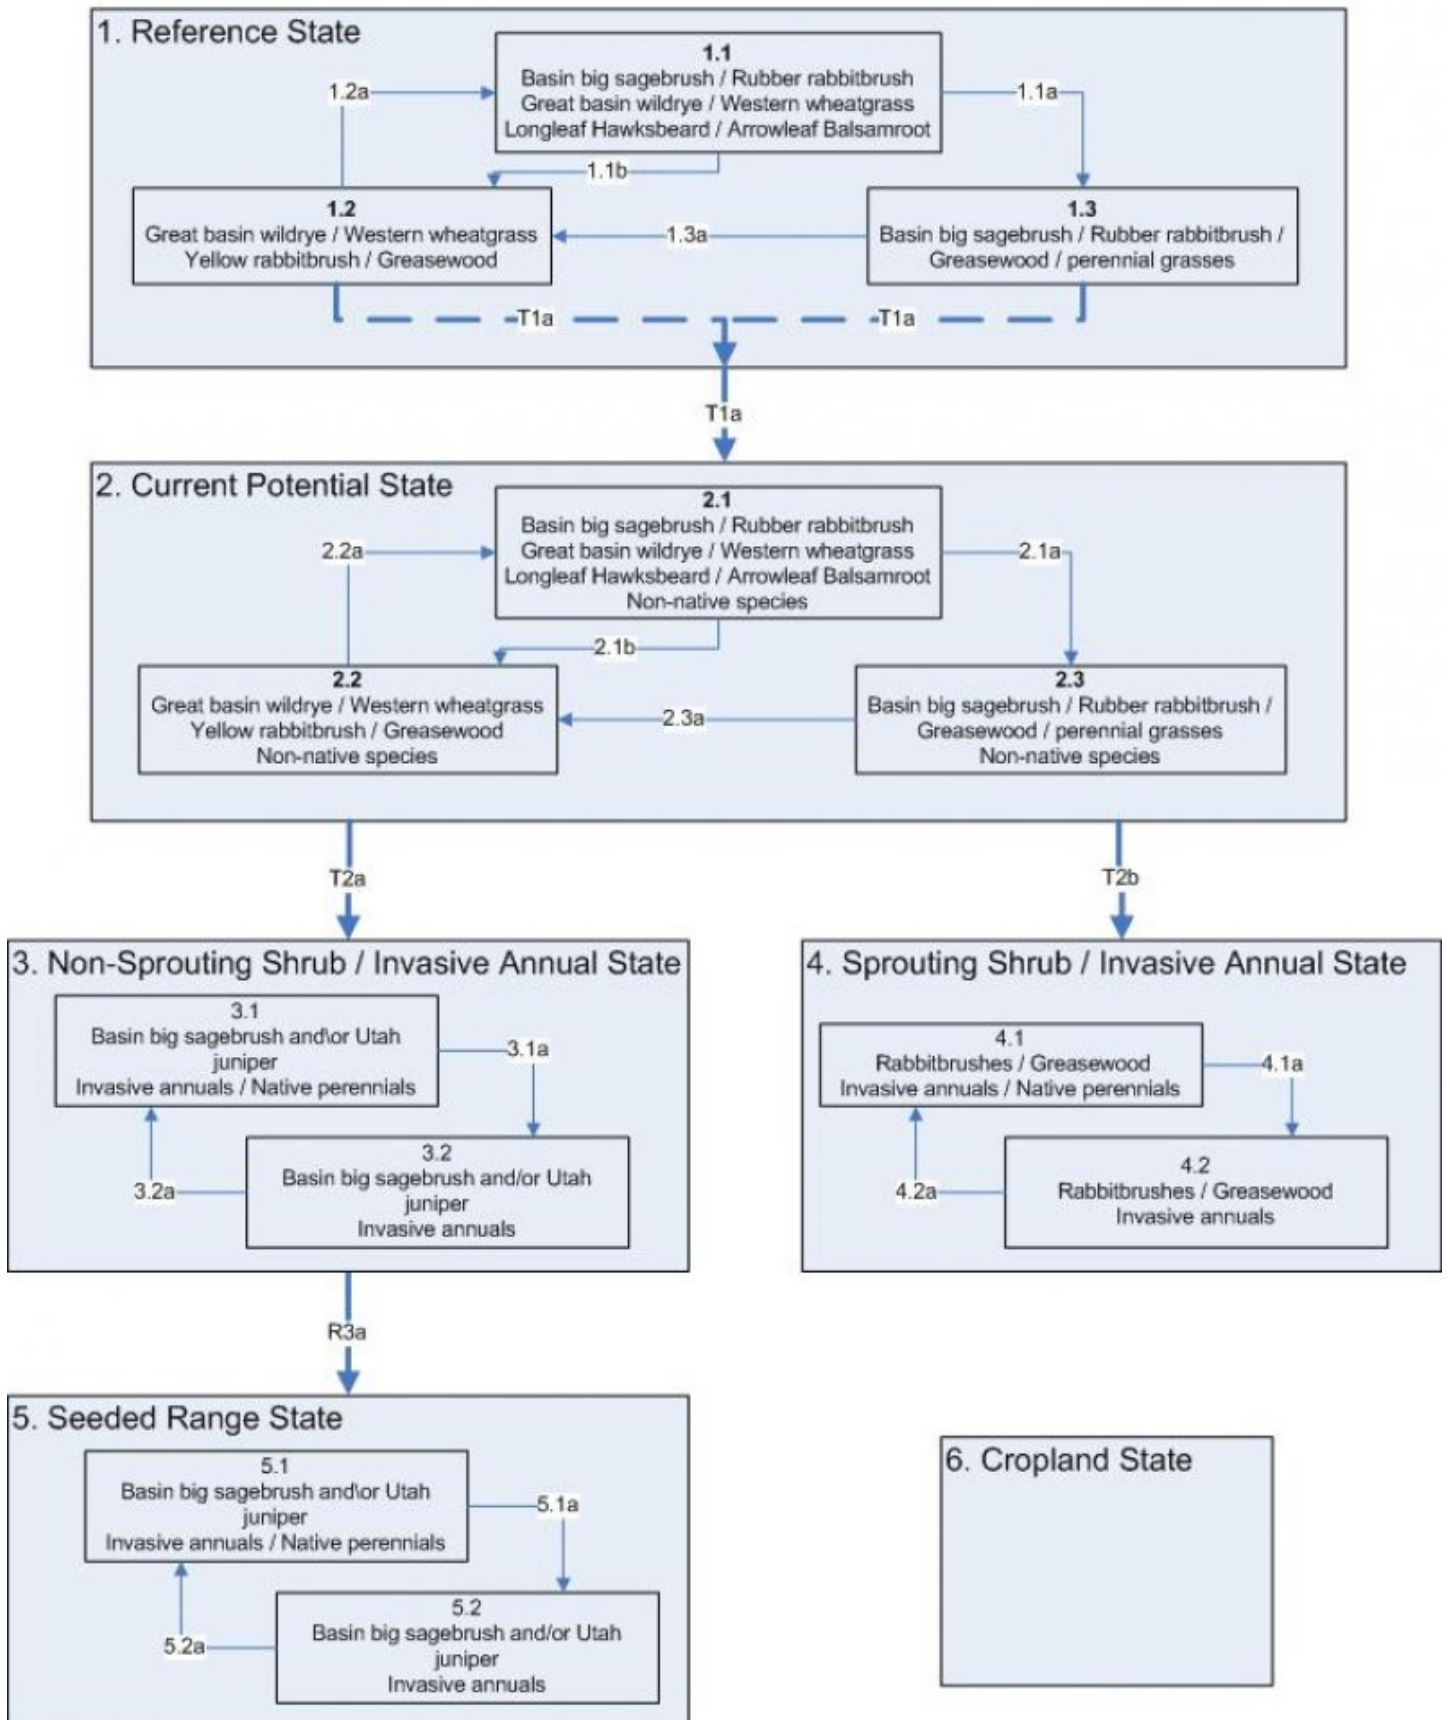 1. Reference State
1.1
Basin big sagebrush / Rubber rabbitbrush
Great basin wildrye / Western wheatgrass
Longleaf Hawksbeard / Arrowleaf Balsamroot
1.2a
1.1a
1.1b
1.2
Great basin wildrye / Western wheatgrass
Yellow rabbitbrush / Greasewood
1.3a
1.3
Basin big sagebrush / Rubber rabbitbrush /
Greasewood / perennial grasses
T1a
T1a
T1a
2. Current Potential State
2.1
Basin big sagebrush / Rubber rabbitbrush
Great basin wildrye / Western wheatgrass
Longleaf Hawksbeard / Arrowleaf Balsamroot
Non-native species
2.2a
2.1a
2.1b
2.2
Great basin wildrye / Western wheatgrass
Yellow rabbitbrush / Greasewood
Non-native species
2.3a
2.3
Basin big sagebrush / Rubber rabbitbrush /
Greasewood / perennial grasses
Non-native species
T2a
T2b
3. Non-Sprouting Shrub / Invasive Annual State
3.1
Basin big sagebrush and\or Utah
juniper
Invasive annuals / Native perennials
3.1a
3.2
Basin big sagebrush and/or Utah
juniper
Invasive annuals
3.2a
4. Sprouting Shrub / Invasive Annual State
4.1
Rabbitbrushes / Greasewood
Invasive annuals / Native perennials
4.1a
4.2
Rabbitbrushes / Greasewood
Invasive annuals
4.2a
R3a
5. Seeded Range State
5.1
Basin big sagebrush and\or Utah
juniper
Invasive annuals / Native perennials
5.1a
5.2
Basin big sagebrush and/or Utah
juniper
Invasive annuals
5.2a
6. Cropland State